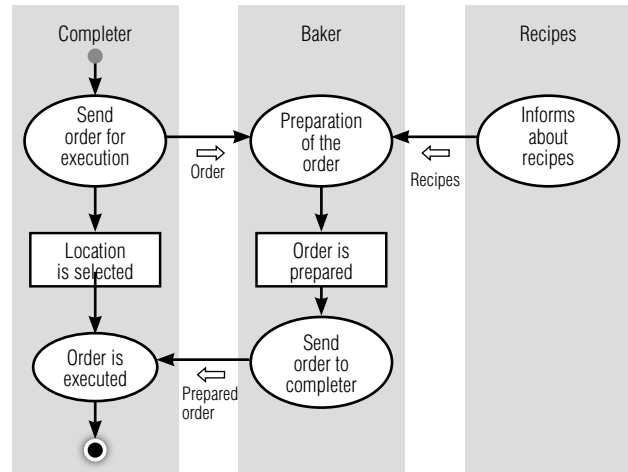 Completer
Baker
Recipes
Send
order for
execution
Order
Preparation
of the
order
Recipes
Informs
about
recipes
Location
is selected
Order is
prepared
Order is
executed
Prepared
order
Send
order to
completer